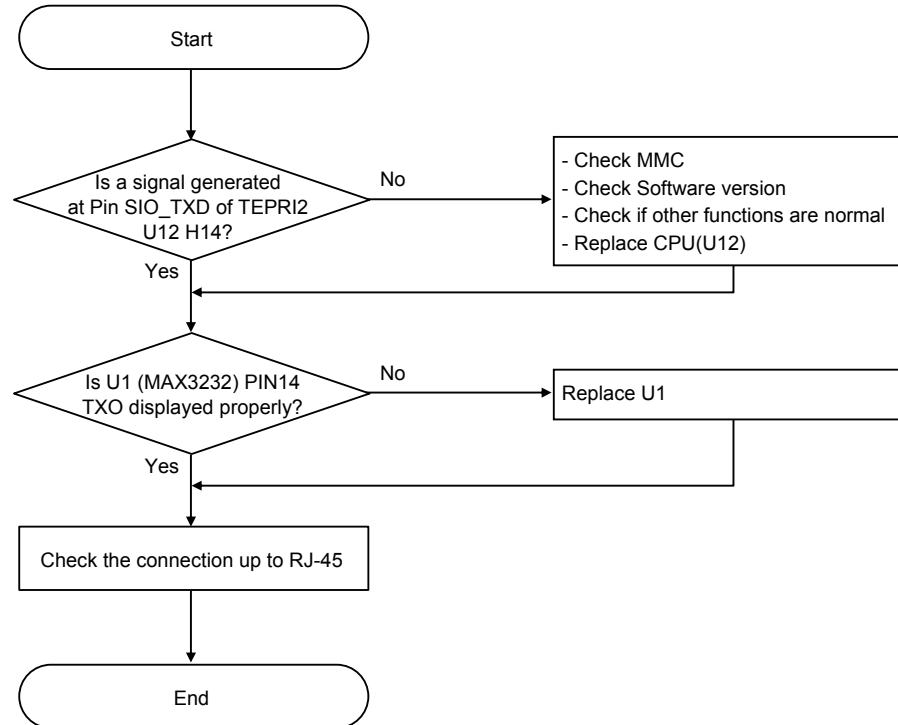 Start
Is a signal generated
at Pin SIO_TXD of TEPRI2
U12 H14?
No
- Check MMC
- Check Software version
- Check if other functions are normal
- Replace CPU(U12)
Yes
Is U1 (MAX3232) PIN14
TXO displayed properly?
No
Replace U1
Yes
Check the connection up to RJ-45
End